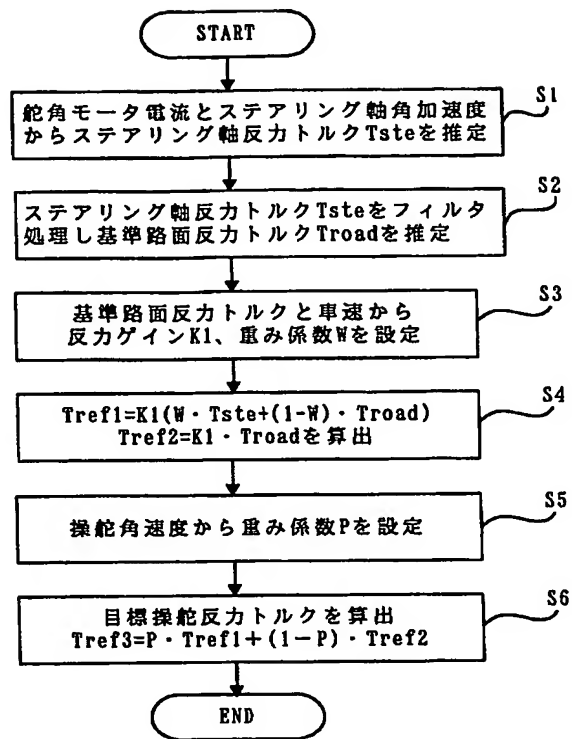 START
S1
舵角モータ電流とステアリング軸角加速度
からステアリング軸反力トルクTsteを推定
S2
ステアリング軸反力トルクTsteをフィルタ
処理し基準路面反力トルクTroadを推定
S3
基準路面反力トルクと車速から
反力ゲインK1、重み係数Wを設定
S4
Tref1=K1(W・Tste+(1-W)・Troad)
Tref2=K1・Troadを算出
S5
操舵角速度から重み係数Pを設定
S6
目標操舵反力トルクを算出
Tref3=P・Tref1+(1-P)・Tref2
END